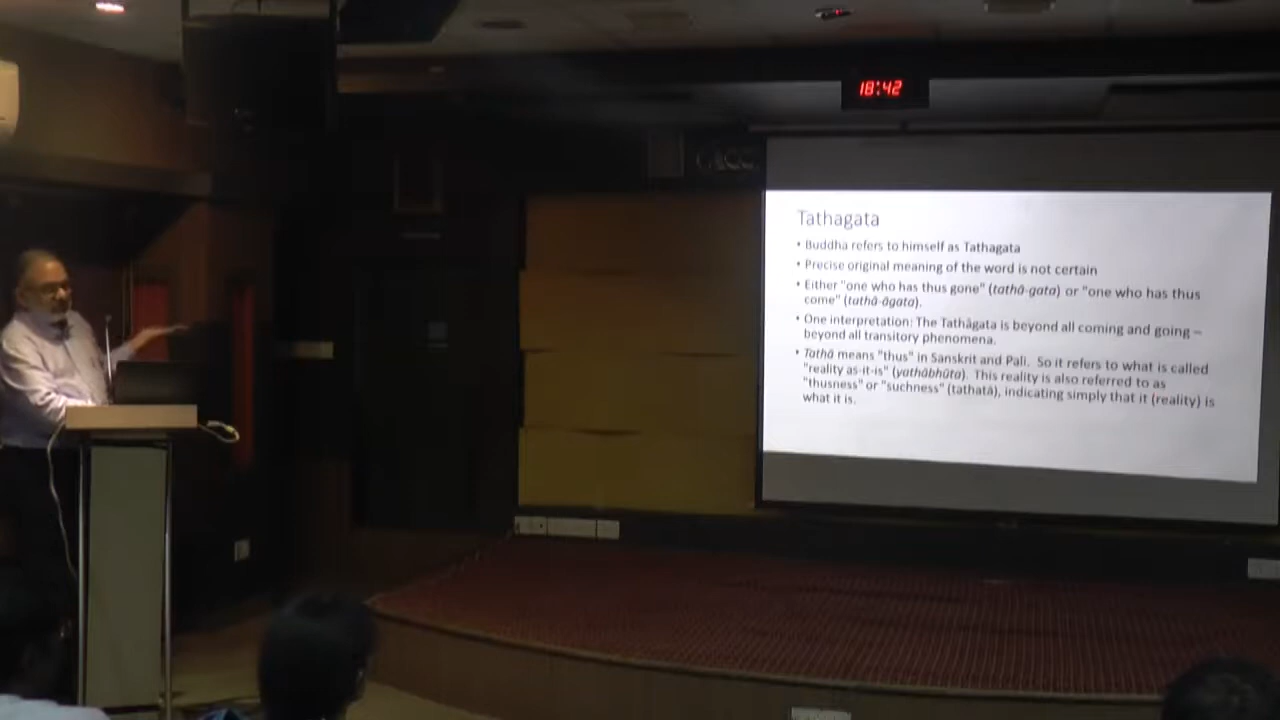 18:42
Tathagata
• Buddha refers to himself as Tathagata
• Precise original meaning of the word is not certain
• Either "one who has thus gone" (tathā-gata) or "one who has thus
come" (tathā-āgata).
• One interpretation: The Tathāgata is beyond all coming and going –
beyond all transitory phenomena.
• Tathā means "thus" in Sanskrit and Pali. So it refers to what is called
"reality as-it-is" (yathābhūta). This reality is also referred to as
"thusness" or "suchness" (tathatā), indicating simply that it (reality) is
what it is.